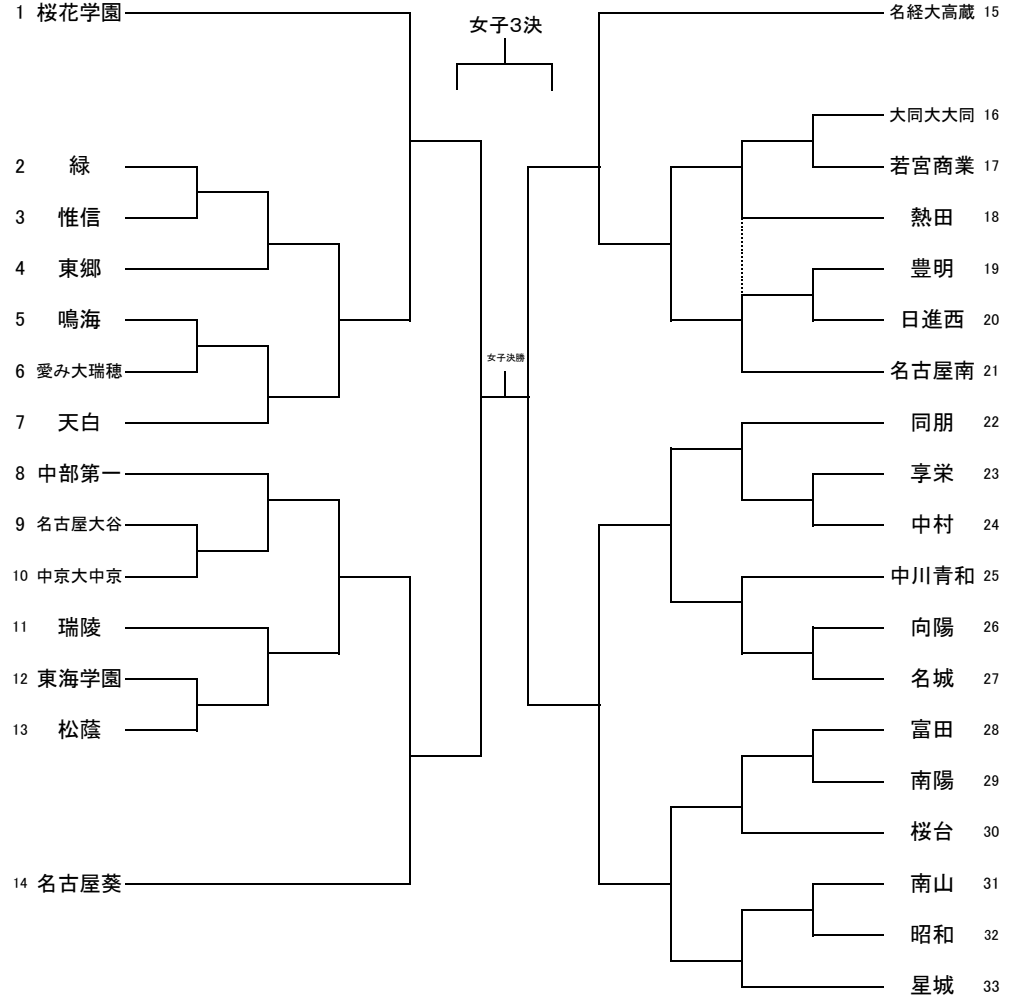 女子3決
1 桜花学園
2 緑
3 惟信
4 東郷
5 鳴海
6 愛み大瑞穂
7 天白
8 中部第一
9 名古屋大谷
10 中京大中京
11 瑞陵
12 東海学園
13 松蔭
14 名古屋葵
女子決勝
名経大高蔵 15
大同大大同 16
若宮商業 17
熱田 18
豊明 19
日進西 20
名古屋南 21
同朋 22
享栄 23
中村 24
中川青和 25
向陽 26
名城 27
富田 28
南陽 29
桜台 30
南山 31
昭和 32
星城 33